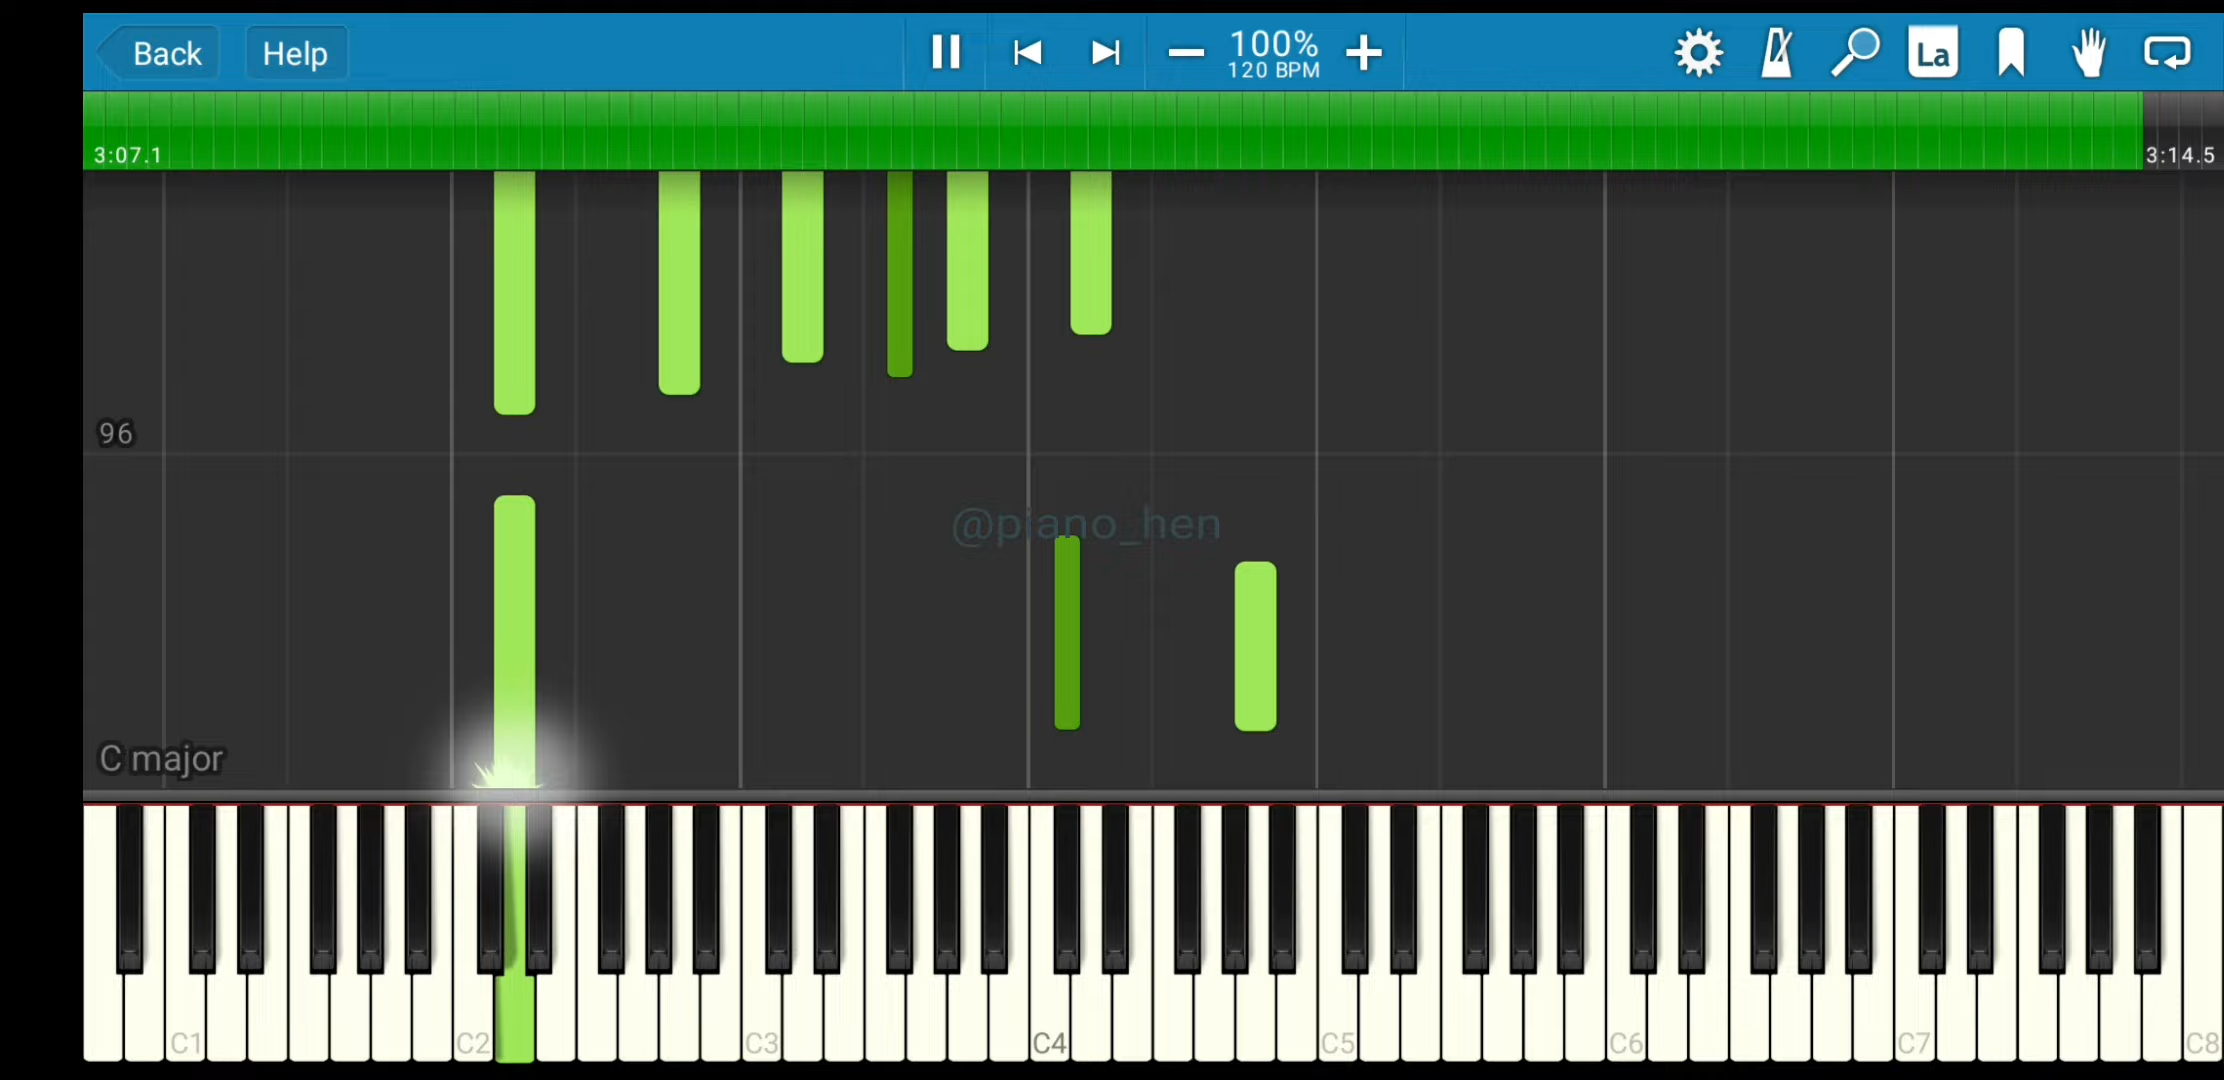 Back
Help
100%
120 BPM
La
3:07.1
3:14.5
96
@piano_hen
C major
C1
C2
C3
C4
C5
C6
C7
C8